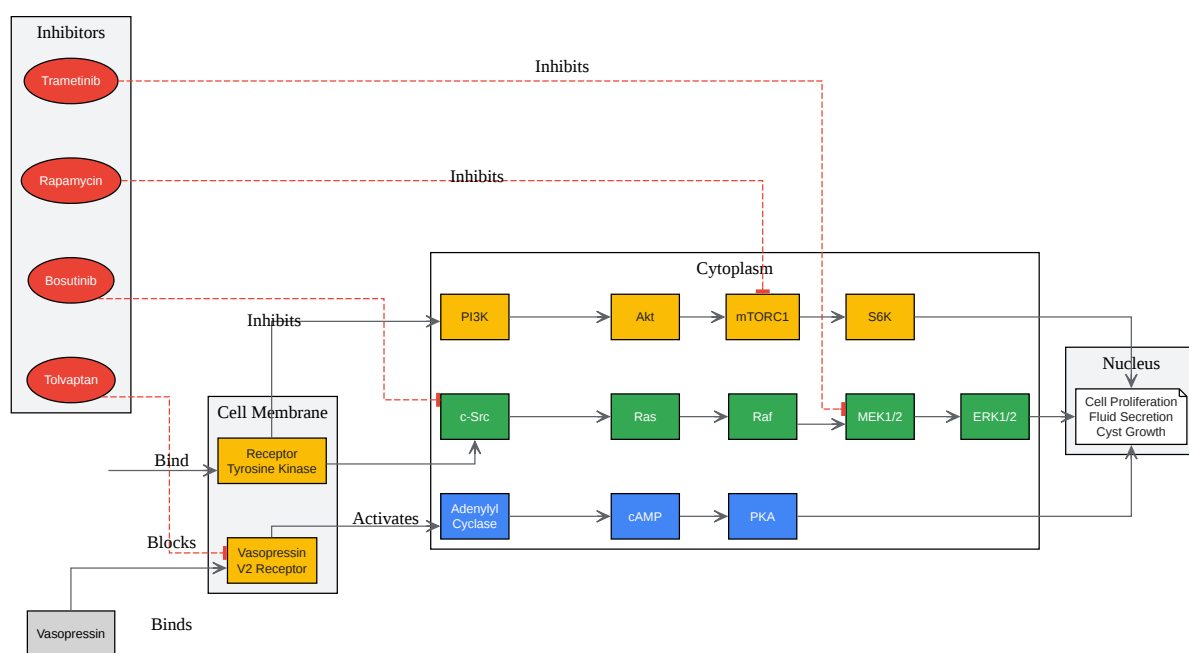 Inhibitors
Trametinib
Inhibits
Rapamycin
Inhibits
Bosutinib
Inhibits
Tolvaptan
Cytoplasm
PI3K
Akt
mTORC1
S6K
Nucleus
Cell Proliferation
Fluid Secretion
Cyst Growth
Cell Membrane
c-Src
Ras
Raf
MEK1/2
ERK1/2
Bind
Receptor
Tyrosine Kinase
Activates
Adenylyl
Cyclase
cAMP
PKA
Blocks
Vasopressin
V2 Receptor
Vasopressin
Binds